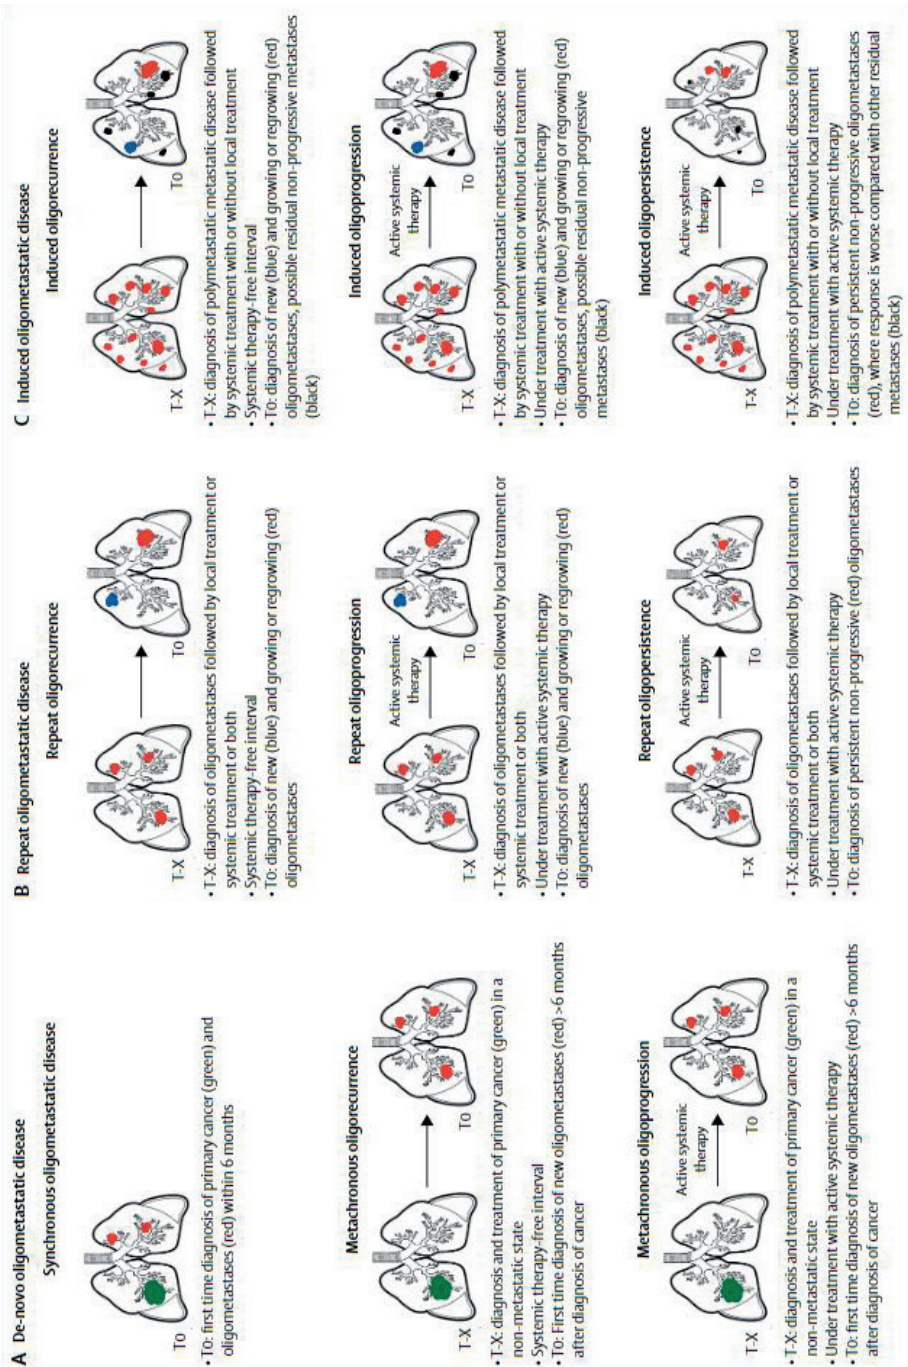 A De-novo oligometastatic disease
Synchronous oligometastatic disease
To
• To: first time diagnosis of primary cancer (green) and
oligometastases (red) within 6 months
Metachronous oligorecurrence
T-X
To
• T-X: diagnosis and treatment of primary cancer (green) in a
non-metastatic state
• Systemic therapy-free interval
• To: First time diagnosis of new oligometastases (red) >6 months
after diagnosis of cancer
Metachronous oligoprogression
Active systemic
therapy
T-X
To
• T-X: diagnosis and treatment of primary cancer (green) in a
non-metastatic state
• Under treatment with active systemic therapy
• To: first time diagnosis of new oligometastases (red) >6 months
after diagnosis of cancer
B Repeat oligometastatic disease
Repeat oligorecurrence
T-X
To
• T-X: diagnosis of oligometastases followed by local treatment or
systemic treatment or both
• Systemic therapy-free interval
• To: diagnosis of new (blue) and growing or regrowing (red)
oligometastases
Repeat oligoprogression
Active systemic
therapy
T-X
To
• T-X: diagnosis of oligometastases followed by local treatment or
systemic treatment or both
• Under treatment with active systemic therapy
• To: diagnosis of new (blue) and growing or regrowing (red)
oligometastases
Repeat oligopersistence
Active systemic
therapy
T-X
To
• T-X: diagnosis of oligometastases followed by local treatment or
systemic treatment or both
• Under treatment with active systemic therapy
• To: diagnosis of persistent non-progressive (red) oligometastases
C Induced oligometastatic disease
Induced oligorecurrence
T-X
To
• T-X: diagnosis of polymetastatic metastatic disease followed
by systemic treatment with or without local treatment
• Systemic therapy-free interval
• To: diagnosis of new (blue) and growing or regrowing (red)
oligometastases, possible residual non-progressive metastases
(black)
Induced oligoprogression
Active systemic
therapy
T-X
To
• T-X: diagnosis of polymetastatic metastatic disease followed
by systemic treatment with or without local treatment
• Under treatment with active systemic therapy
• To: diagnosis of new (blue) and growing or regrowing (red)
oligometastases, possible residual non-progressive
metastases (black)
Induced oligopersistence
Active systemic
therapy
T-X
To
• T-X: diagnosis of polymetastatic metastatic disease followed
by systemic treatment with or without local treatment
• Under treatment with active systemic therapy
• To: diagnosis of persistent non-progressive oligometastases
(red), where response is worse compared with other residual
metastases (black)